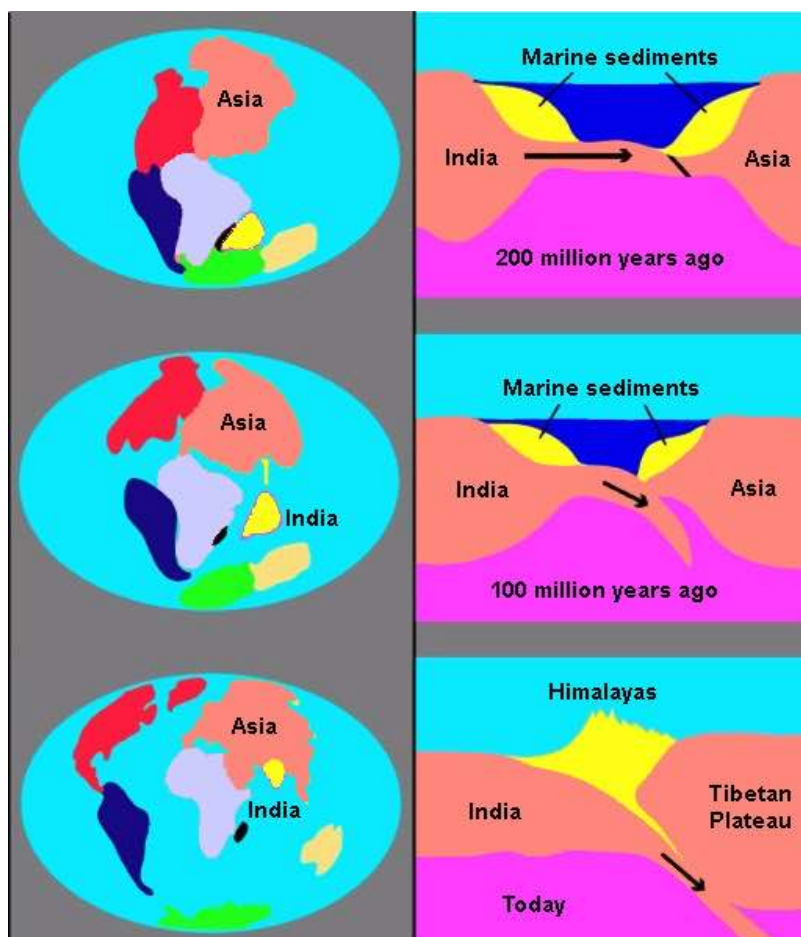 Asia
Marine sediments
India
Asia
200 million years ago
Asia
India
Marine sediments
India
Asia
100 million years ago
Asia
India
Himalayas
India
Tibetan
Plateau
Today